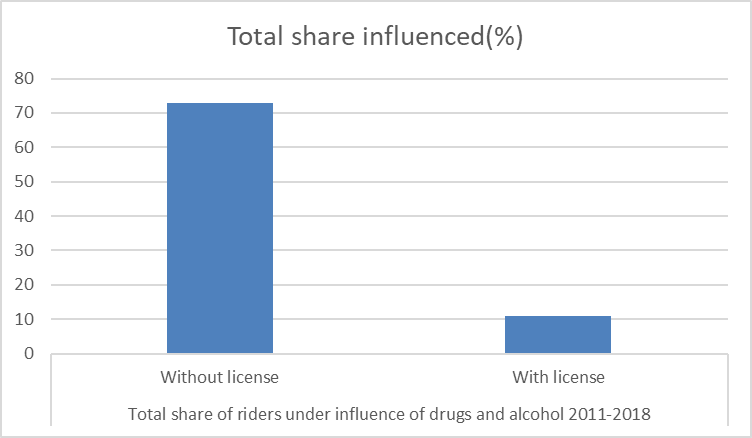 Total share influenced(%)
80
70
60
50
40
30
20
10
0
Without license
With license
Total share of riders under influence of drugs and alcohol 2011-2018